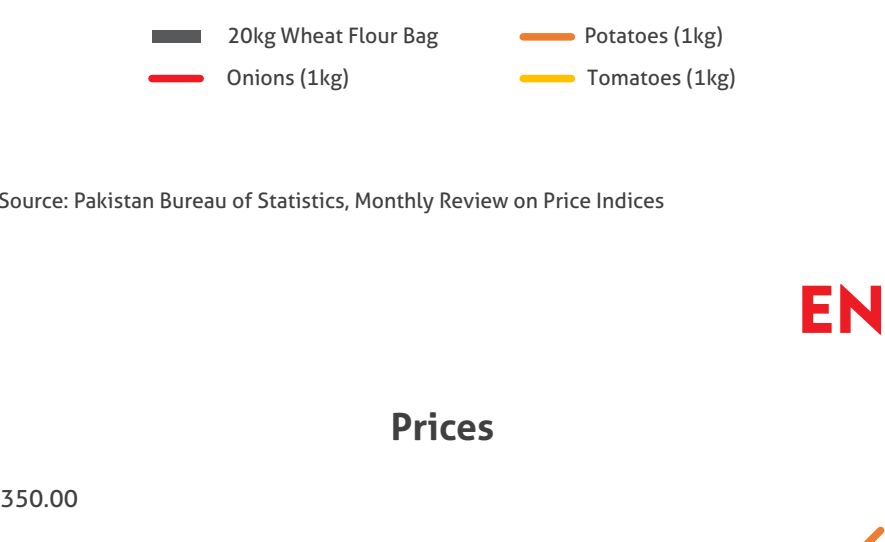 20kg Wheat Flour Bag
Potatoes (1kg)
Onions (1kg)
Tomatoes (1kg)
Source: Pakistan Bureau of Statistics, Monthly Review on Price Indices
EN
Prices
350.00